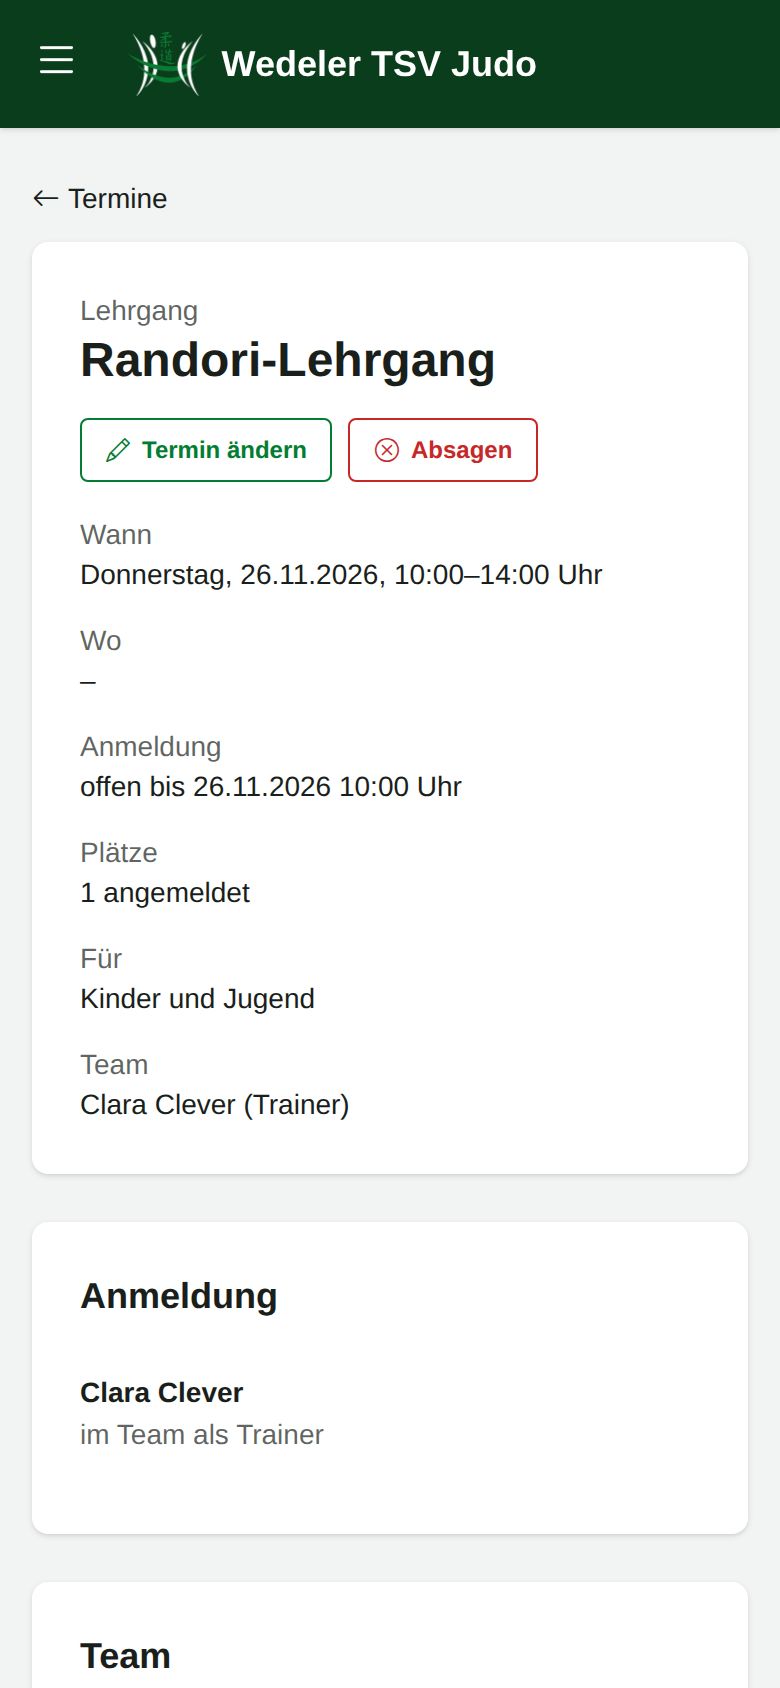 柔道
Wedeler TSV Judo
← Termine
Lehrgang
Randori-Lehrgang
Termin ändern
Absagen
Wann
Donnerstag, 26.11.2026, 10:00–14:00 Uhr
Wo
–
Anmeldung
offen bis 26.11.2026 10:00 Uhr
Plätze
1 angemeldet
Für
Kinder und Jugend
Team
Clara Clever (Trainer)
Anmeldung
Clara Clever
im Team als Trainer
Team